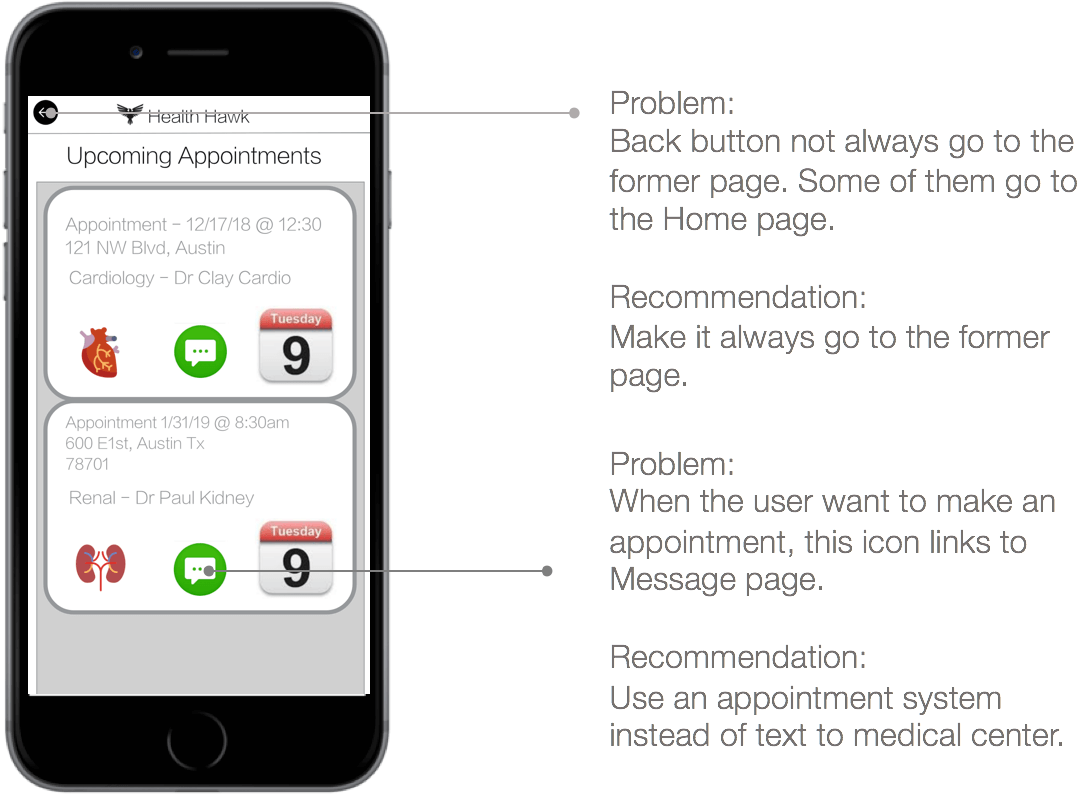 Health Hawk
Upcoming Appointments
Appointment – 12/17/18 @ 12:30
121 NW Blvd, Austin
Cardiology – Dr Clay Cardio
Tuesday
9
Appointment 1/31/19 @ 8:30am
600 E1st, Austin Tx
78701
Renal – Dr Paul Kidney
Tuesday
9
Problem:
Back button not always go to the
former page. Some of them go to
the Home page.
Recommendation:
Make it always go to the former
page.
Problem:
When the user want to make an
appointment, this icon links to
Message page.
Recommendation:
Use an appointment system
instead of text to medical center.